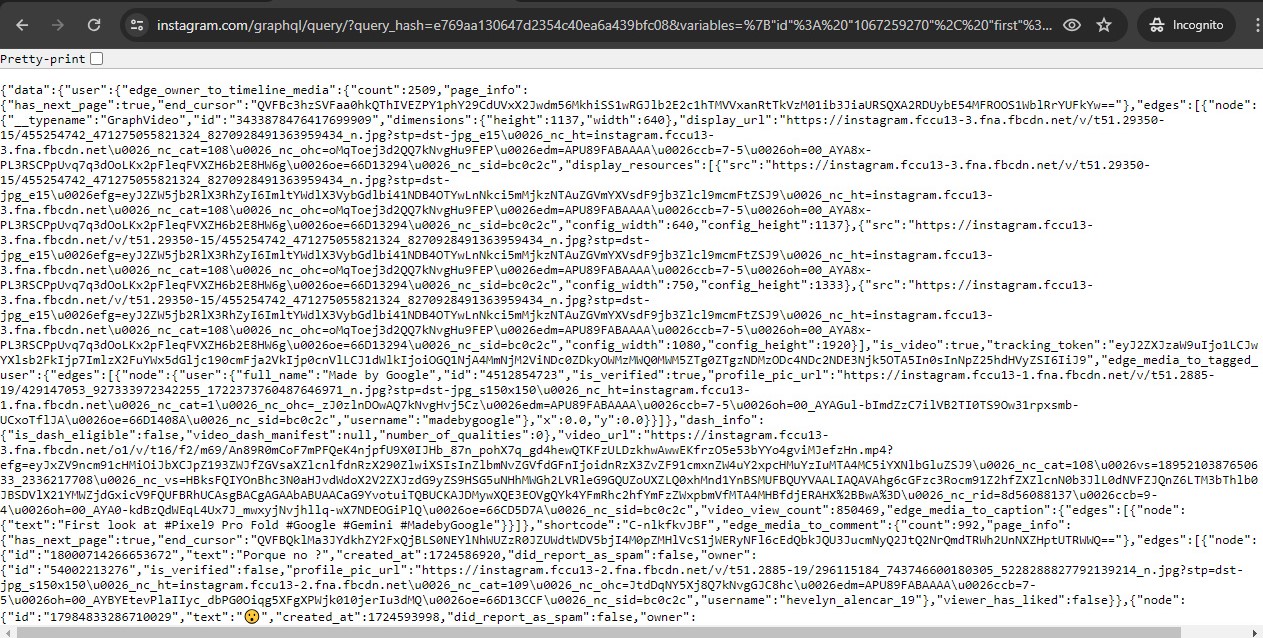 instagram.com/graphql/query/?query_hash=e769aa130647d2354c40ea6a439bfc08&variables=%7B"id"%3A%20"1067259270"%2C%20"first"%3...
Incognito
Pretty-print
{"data":{"user":{"edge_owner_to_timeline_media":{"count":2509,"page_info":
{"has_next_page":true,"end_cursor":"QVFBc3hzSVFaa0hkQThIVEZPY1phY29CdUVxX2Jwdm56MkhiSS1wRGJlb2E2c1hTMVVxanRtTkVzM01ib3JiaURSQXA2RDUybE54MFROOS1WblRrYUFkYw=="},"edges":[{"node":
{"__typename":"GraphVideo","id":"3433878476417699909","dimensions":{"height":1137,"width":640},"display_url":"https://instagram.fccu13-3.fna.fbcdn.net/v/t51.29350-
15/455254742_471275055821324_8270928491363959434_n.jpg?stp=dst-jpg_e15\u0026_nc_ht=instagram.fccu13-
3.fna.fbcdn.net\u0026_nc_cat=108\u0026_nc_ohc=oMqToej3d2QQ7kNvgHu9FEP\u0026edm=APU89FABAAAA\u0026ccb=7-5\u0026oh=00_AYA8x-
PL3RSCPpUvq7q3dOoLKx2pFleqFVXZH6b2E8HW6g\u0026oe=66D13294\u0026_nc_sid=bc0c2c","display_resources":[{"src":"https://instagram.fccu13-3.fna.fbcdn.net/v/t51.29350-
15/455254742_471275055821324_8270928491363959434_n.jpg?stp=dst-
jpg_e15\u0026efg=eyJ2ZW5jb2RlX3RhZyI6ImltYWdlX3VybGdlbi41NDB4OTYwLnNkci5mMjkzNTAuZGVmYXVsdF9jb3Zlcl9mcmFtZSJ9\u0026_nc_ht=instagram.fccu13-
3.fna.fbcdn.net\u0026_nc_cat=108\u0026_nc_ohc=oMqToej3d2QQ7kNvgHu9FEP\u0026edm=APU89FABAAAA\u0026ccb=7-5\u0026oh=00_AYA8x-
PL3RSCPpUvq7q3dOoLKx2pFleqFVXZH6b2E8HW6g\u0026oe=66D13294\u0026_nc_sid=bc0c2c","config_width":640,"config_height":1137},{"src":"https://instagram.fccu13-
3.fna.fbcdn.net/v/t51.29350-15/455254742_471275055821324_8270928491363959434_n.jpg?stp=dst-
jpg_e15\u0026efg=eyJ2ZW5jb2RlX3RhZyI6ImltYWdlX3VybGdlbi41NDB4OTYwLnNkci5mMjkzNTAuZGVmYXVsdF9jb3Zlcl9mcmFtZSJ9\u0026_nc_ht=instagram.fccu13-
3.fna.fbcdn.net\u0026_nc_cat=108\u0026_nc_ohc=oMqToej3d2QQ7kNvgHu9FEP\u0026edm=APU89FABAAAA\u0026ccb=7-5\u0026oh=00_AYA8x-
PL3RSCPpUvq7q3dOoLKx2pFleqFVXZH6b2E8HW6g\u0026oe=66D13294\u0026_nc_sid=bc0c2c","config_width":750,"config_height":1333},{"src":"https://instagram.fccu13-
3.fna.fbcdn.net/v/t51.29350-15/455254742_471275055821324_8270928491363959434_n.jpg?stp=dst-
jpg_e15\u0026efg=eyJ2ZW5jb2RlX3RhZyI6ImltYWdlX3VybGdlbi41NDB4OTYwLnNkci5mMjkzNTAuZGVmYXVsdF9jb3Zlcl9mcmFtZSJ9\u0026_nc_ht=instagram.fccu13-
3.fna.fbcdn.net\u0026_nc_cat=108\u0026_nc_ohc=oMqToej3d2QQ7kNvgHu9FEP\u0026edm=APU89FABAAAA\u0026ccb=7-5\u0026oh=00_AYA8x-
PL3RSCPpUvq7q3dOoLKx2pFleqFVXZH6b2E8HW6g\u0026oe=66D13294\u0026_nc_sid=bc0c2c","config_width":1080,"config_height":1920}],"is_video":true,"tracking_token":"eyJ2ZXJzaW9uIjo1LCJw
YXlsb2FkIjp7ImlzX2FuYWx5dGljc190cmFja2VkIjp0cnVlLCJ1dWlkIjoiOGQ1NjA4MmNjM2ViNDc0ZDkyOWMzMWQ0MWM5ZTg0ZTgzNDMzODc4NDc2NDE3Njk5OTA5In0sInNpZ25hdHVyZSI6IiJ9","edge_media_to_tagged_
user":{"edges":[{"node":{"user":{"full_name":"Made by Google","id":"4512854723","is_verified":true,"profile_pic_url":"https://instagram.fccu13-1.fna.fbcdn.net/v/t51.2885-
19/429147053_927333972342255_1722373760487646971_n.jpg?stp=dst-jpg_s150x150\u0026_nc_ht=instagram.fccu13-
1.fna.fbcdn.net\u0026_nc_cat=1\u0026_nc_ohc=_zJ0zlnDOwAQ7kNvgHvj5Cz\u0026edm=APU89FABAAAA\u0026ccb=7-5\u0026oh=00_AYAGul-bImdZzC7ilVB2TI0TS9Ow31rpxsmb-
UCxoTflJA\u0026oe=66D1408A\u0026_nc_sid=bc0c2c","username":"madebygoogle"},"x":0.0,"y":0.0}}]},"dash_info":
{"is_dash_eligible":false,"video_dash_manifest":null,"number_of_qualities":0},"video_url":"https://instagram.fccu13-
3.fna.fbcdn.net/o1/v/t16/f2/m69/An89R0mCoF7mPFQeK4njpfU9X0IJHb_87n_pohX7q_gd4hewQTKFzULDzkhwAwwEKfrzO5e53bYYo4gviMJefzHn.mp4?
efg=eyJxZV9ncm91cHMiOiJbXCJpZ193ZWJfZGVsaXZlcnlfdnRzX290ZlwiXSIsInZlbmNvZGVfdGFnIjoidnRzX3ZvZF91cmxnZW4uY2xpcHMuYzIuMTA4MC5iYXNlbGluZSJ9\u0026_nc_cat=108\u0026vs=18952103876506
33_2336217708\u0026_nc_vs=HBksFQIYOnBhc3N0aHJvdWdoX2V2ZXJzdG9yZS9HSG5uNHhMWGh2LVRleG9GQUZoUXZLQ0xhMnd1YnBSMUFBQUYVAALIAQAVAhg6cGFzc3Rocm91Z2hfZXZlcnN0b3JlL0dNVFZJQnZ6LTM3bThlb0
JBSDVlX21YMWZjdGxicV9FQUFBRhUCAsgBACgAGAAbABUAACaG9YvotuiTQBUCKAJDMywXQE3EOVgQYk4YFmRhc2hfYmFzZWxpbmVfMTA4MHBfdjERAHX%2BBwA%3D\u0026_nc_rid=8d56088137\u0026ccb=9-
4\u0026oh=00_AYA0-kdBzQdWEqL4Ux7J_mwxyjNvjhllq-wX7NDEOGiPlQ\u0026oe=66CD5D7A\u0026_nc_sid=bc0c2c","video_view_count":850469,"edge_media_to_caption":{"edges":[{"node":
{"text":"First look at #Pixel9 Pro Fold #Google #Gemini #MadebyGoogle"}}]},"shortcode":"C-nlkfkvJBF","edge_media_to_comment":{"count":992,"page_info":
{"has_next_page":true,"end_cursor":"QVFBQklMa3JYdkhZY2FxQjBLS0NEYlNhWUZzR0JZUWdtWDV5bjI4M0pZMHlVcS1jWERyNFl6cEdQbkJQU3JucmNyQ2JtQ2NrQmdTRWh2UnNXZHptUTRWWQ=="},"edges":[{"node":
{"id":"18000714266653672","text":"Porque no ?","created_at":1724586920,"did_report_as_spam":false,"owner":
{"id":"54002213276","is_verified":false,"profile_pic_url":"https://instagram.fccu13-2.fna.fbcdn.net/v/t51.2885-19/296115184_743746600180305_5228288827792139214_n.jpg?stp=dst-
jpg_s150x150\u0026_nc_ht=instagram.fccu13-2.fna.fbcdn.net\u0026_nc_cat=109\u0026_nc_ohc=JtdDqNY5Xj8Q7kNvgGJC8hc\u0026edm=APU89FABAAAA\u0026ccb=7-
5\u0026oh=00_AYBYEtevPlaIIyc_dbPG0Oiqg5XFgXPWjk010jerIu3dMQ\u0026oe=66D13CCF\u0026_nc_sid=bc0c2c","username":"hevelyn_alencar_19"},"viewer_has_liked":false}},{"node":
{"id":"17984833286710029","text":"😮","created_at":1724593998,"did_report_as_spam":false,"owner":